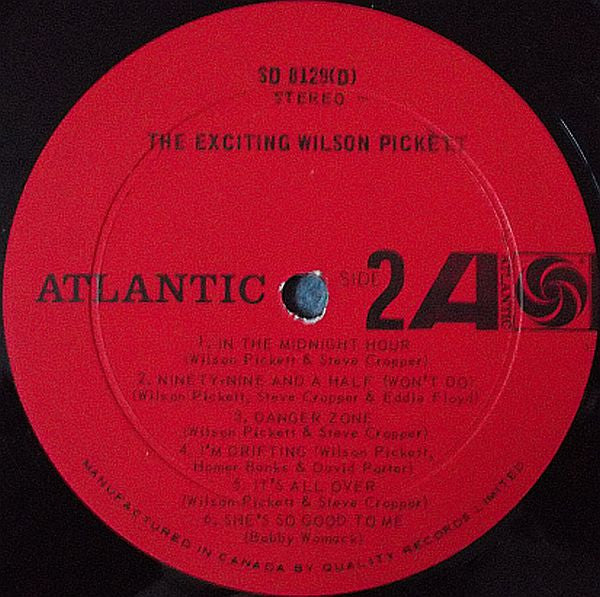 SD 8129(D)
STEREO
THE EXCITING WILSON PICKETT
ATLANTIC
SIDE 2
A
ATLANTIC
1. IN THE MIDNIGHT HOUR
(Wilson Pickett & Steve Cropper)
2. NINETY-NINE AND A HALF (WON'T DO)
(Wilson Pickett, Steve Cropper & Eddie Floyd)
3. DANGER ZONE
(Wilson Pickett & Steve Cropper)
4. I'M DRIFTING (Wilson Pickett,
Homer Banks & David Porter)
5. IT'S ALL OVER
(Wilson Pickett & Steve Cropper)
6. SHE'S SO GOOD TO ME
(Bobby Womack)
MANUFACTURED IN CANADA BY QUALITY RECORDS LIMITED